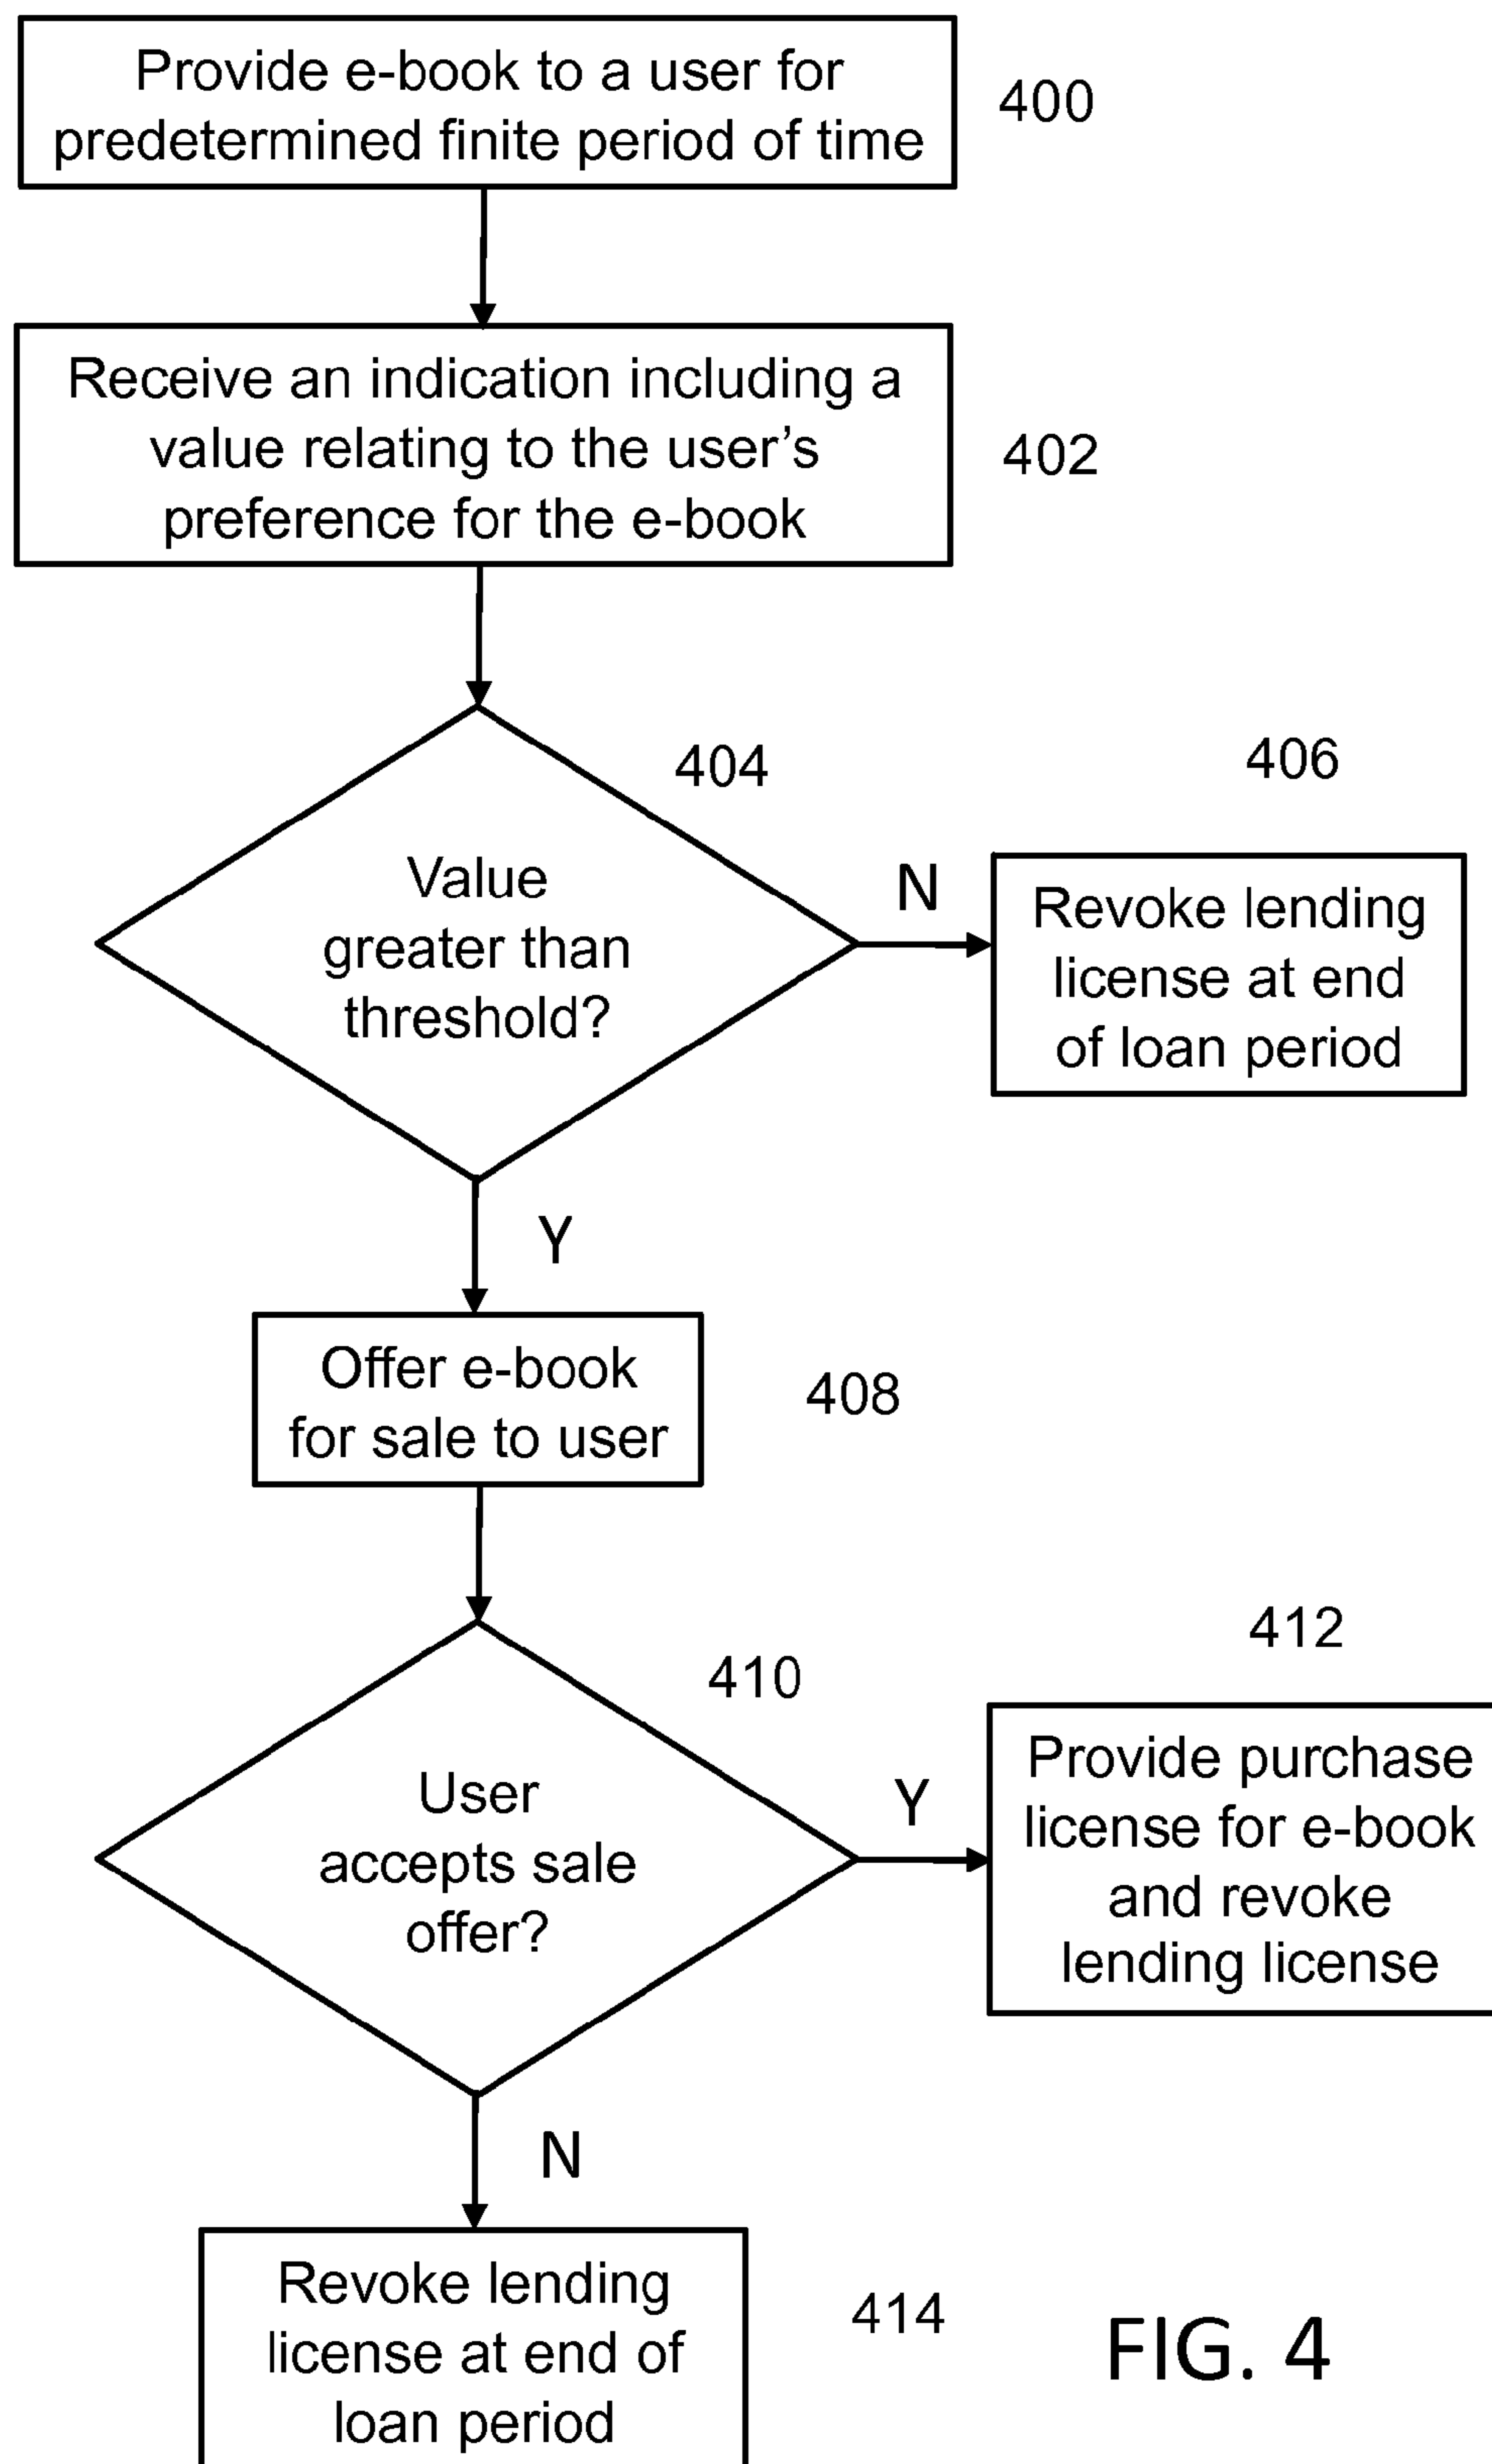 Provide e-book to a user for
predetermined finite period of time
400
Receive an indication including a
value relating to the user's
preference for the e-book
402
404
Value
greater than
threshold?
N
406
Revoke lending
license at end
of loan period
Y
Offer e-book
for sale to user
408
410
User
accepts sale
offer?
Y
412
Provide purchase
license for e-book
and revoke
lending license
N
Revoke lending
license at end of
loan period
414
FIG. 4